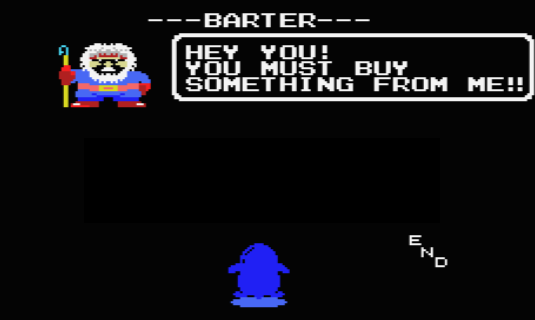 ---BARTER---
HEY YOU!
YOU MUST BUY
SOMETHING FROM ME!!
END